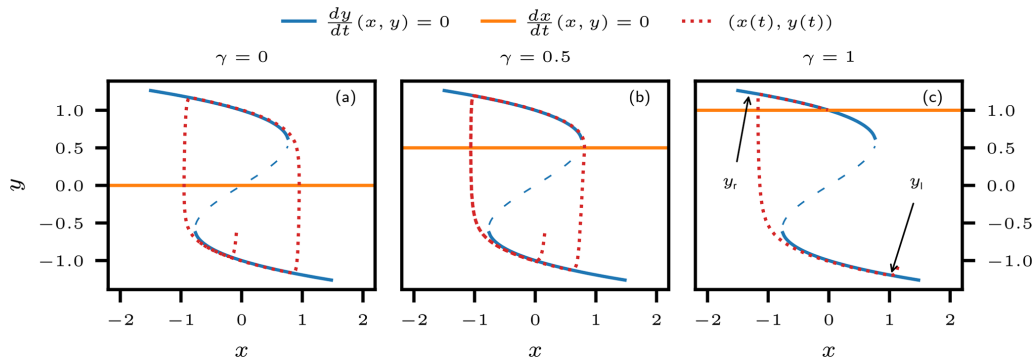 dy/dt (x, y) = 0 dx/dt (x, y) = 0 (x(t), y(t))
γ = 0 γ = 0.5 γ = 1
(a) (b) (c)
1.0 1.0
0.5 0.5
y 0.0 y_r y_l 0.0
−0.5 −0.5
−1.0 −1.0
−2 −1 0 1 2 −2 −1 0 1 2 −2 −1 0 1 2
x x x